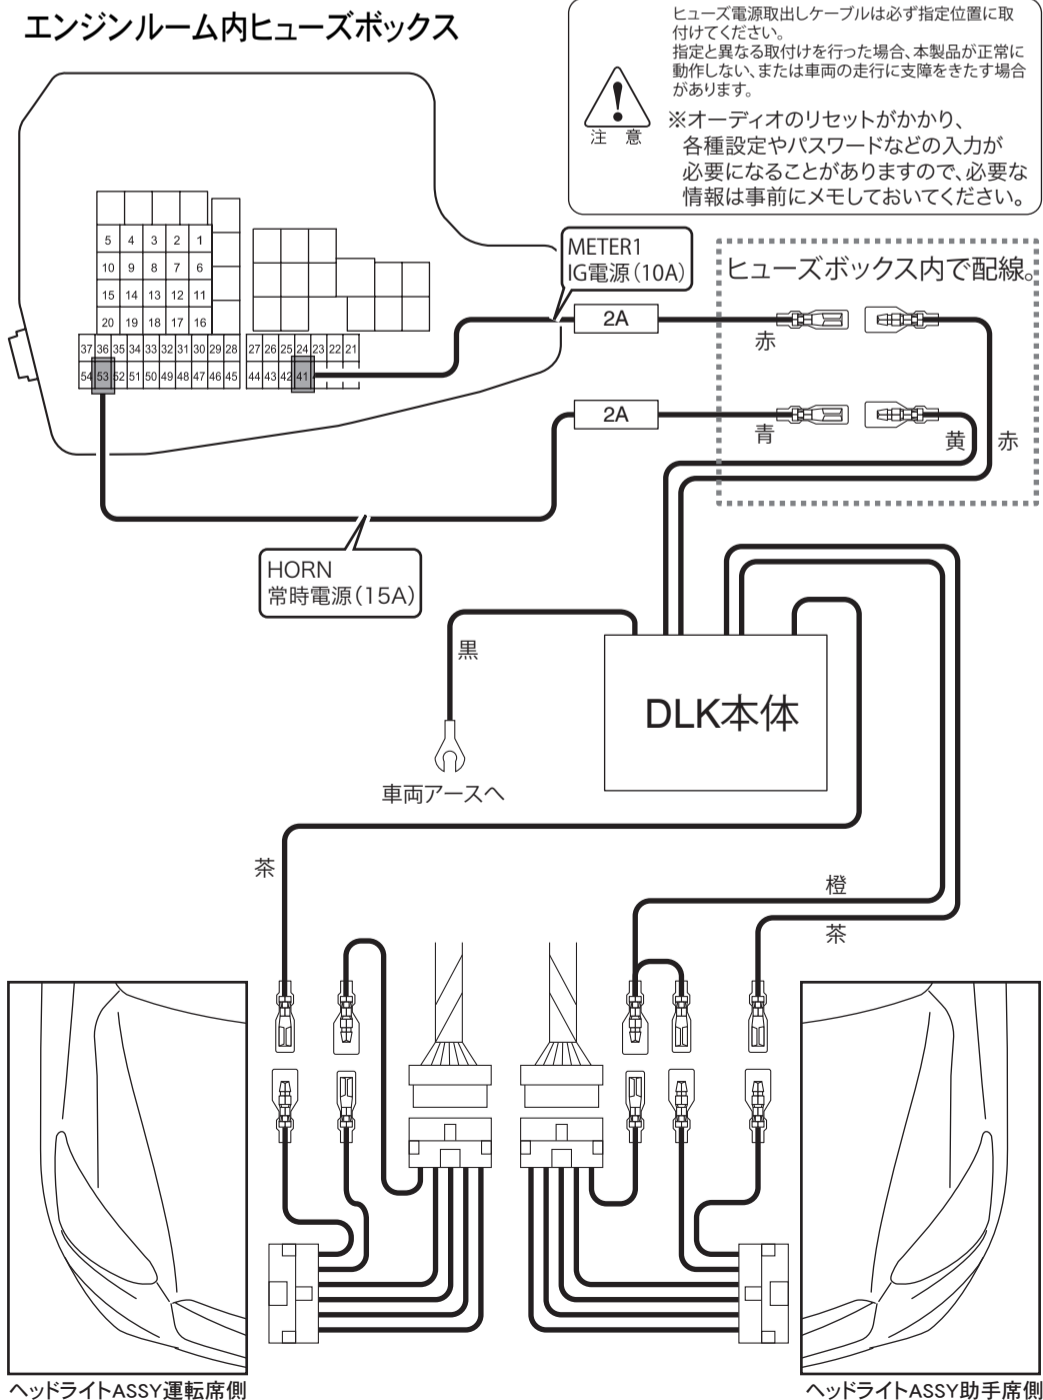 エンジンルーム内ヒューズボックス
ヒューズ電源取出しケーブルは必ず指定位置に取
付けてください。
指定と異なる取付けを行った場合、本製品が正常に
動作しない、または車両の走行に支障をきたす場合
があります。
注 意
※オーディオのリセットがかかり、
各種設定やパスワードなどの入力が
必要になることがありますので、必要な
情報は事前にメモしておいてください。
5 4 3 2 1
10 9 8 7 6
15 14 13 12 11
20 19 18 17 16
37 36 35 34 33 32 31 30 29 28 27 26 25 24 23 22 21
54 53 52 51 50 49 48 47 46 45 44 43 42 41
METER1
IG電源(10A)
ヒューズボックス内で配線。
2A
赤
2A
青
黄
赤
HORN
常時電源(15A)
黒
DLK本体
車両アースへ
茶
橙
茶
ヘッドライトASSY運転席側
ヘッドライトASSY助手席側